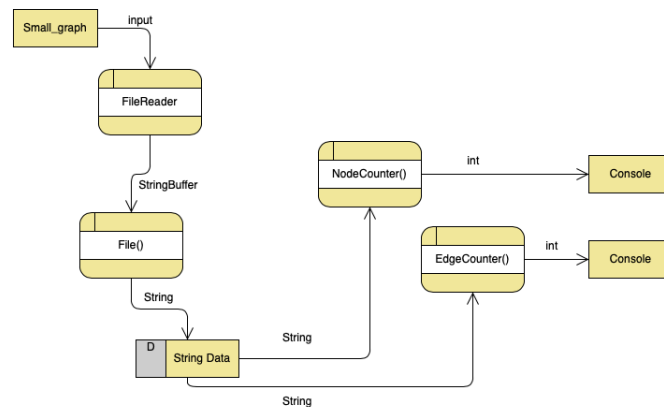 Small_graph
input
FileReader
StringBuffer
File()
String
D
String Data
String
String
NodeCounter()
int
Console
EdgeCounter()
int
Console